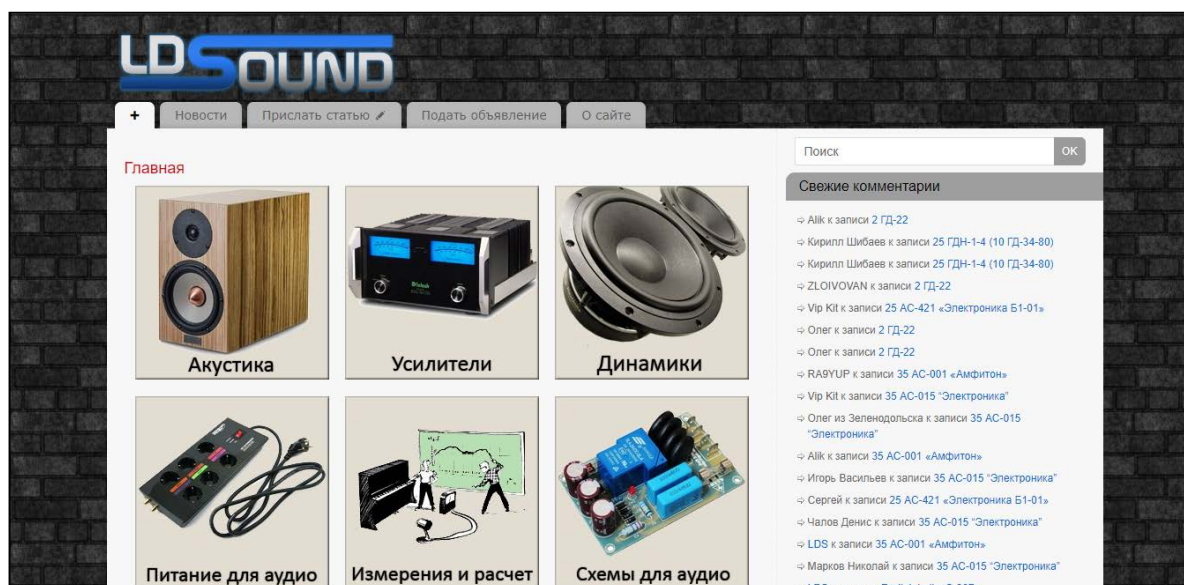 LDSOUND
+ Новости Прислать статью Подать объявление О сайте
Главная
Акустика
Усилители
Динамики
Питание для аудио
Измерения и расчет
Схемы для аудио
Поиск OK
Свежие комментарии
Alik к записи 2 ГД-22
Кирилл Шибаев к записи 25 ГДН-1-4 (10 ГД-34-80)
Кирилл Шибаев к записи 25 ГДН-1-4 (10 ГД-34-80)
ZLOIVOVAN к записи 2 ГД-22
Vip Kit к записи 25 АС-421 «Электроника Б1-01»
Олег к записи 2 ГД-22
Олег к записи 2 ГД-22
RA9YUP к записи 35 АС-001 «Амфитон»
Vip Kit к записи 35 АС-015 "Электроника"
Олег из Зеленодольска к записи 35 АС-015
"Электроника"
Alik к записи 35 АС-001 «Амфитон»
Игорь Васильев к записи 35 АС-015 "Электроника"
Сергей к записи 25 АС-421 «Электроника Б1-01»
Чалов Денис к записи 35 АС-015 "Электроника"
LDS к записи 35 АС-001 «Амфитон»
Марков Николай к записи 35 АС-015 "Электроника"